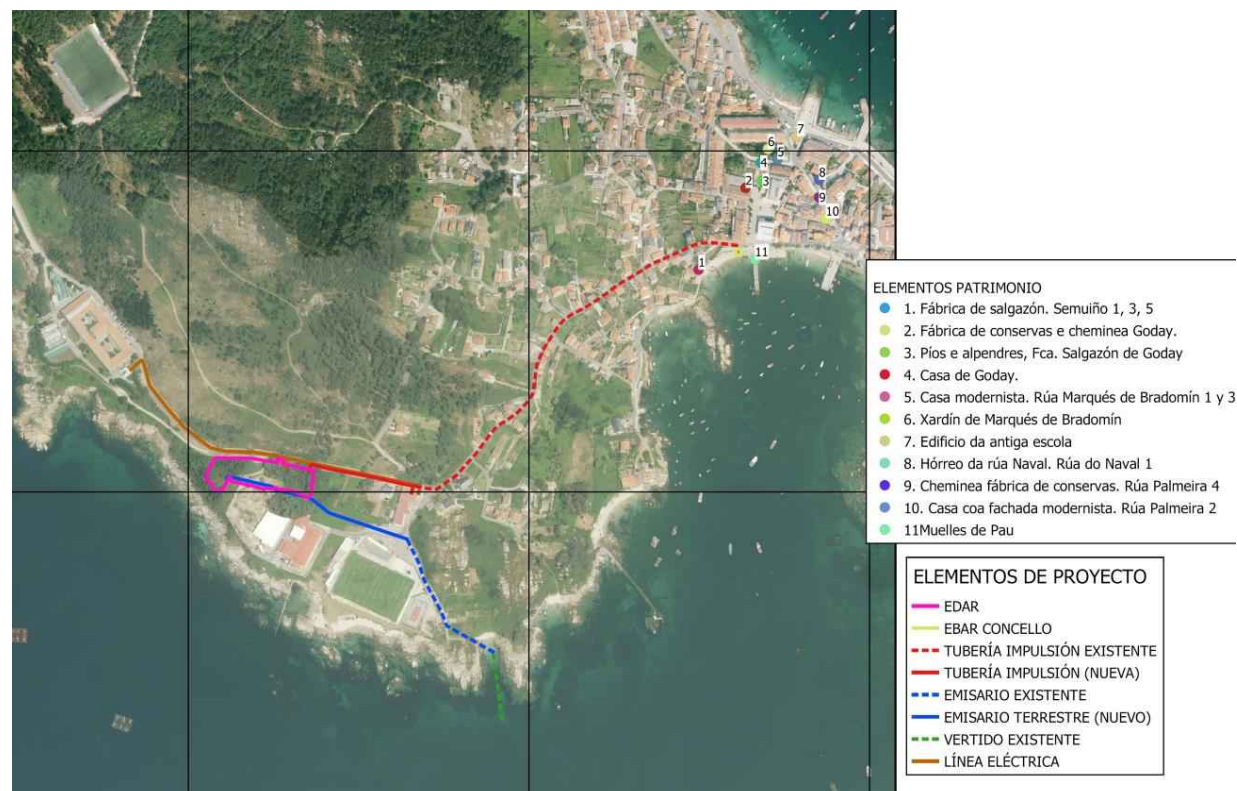 7
6
5
4
2
3
8
9
10
11
1
ELEMENTOS PATRIMONIO
1. Fábrica de salgazón. Semuiño 1, 3, 5
2. Fábrica de conservas e cheminea Goday.
3. Píos e alpendres, Fca. Salgazón de Goday
4. Casa de Goday.
5. Casa modernista. Rúa Marqués de Bradomín 1 y 3
6. Xardín de Marqués de Bradomín
7. Edificio da antiga escola
8. Hórreo da rúa Naval. Rúa do Naval 1
9. Cheminea fábrica de conservas. Rúa Palmeira 4
10. Casa coa fachada modernista. Rúa Palmeira 2
11Muelles de Pau
ELEMENTOS DE PROYECTO
EDAR
EBAR CONCELLO
TUBERÍA IMPULSIÓN EXISTENTE
TUBERÍA IMPULSIÓN (NUEVA)
EMISARIO EXISTENTE
EMISARIO TERRESTRE (NUEVO)
VERTIDO EXISTENTE
LÍNEA ELÉCTRICA